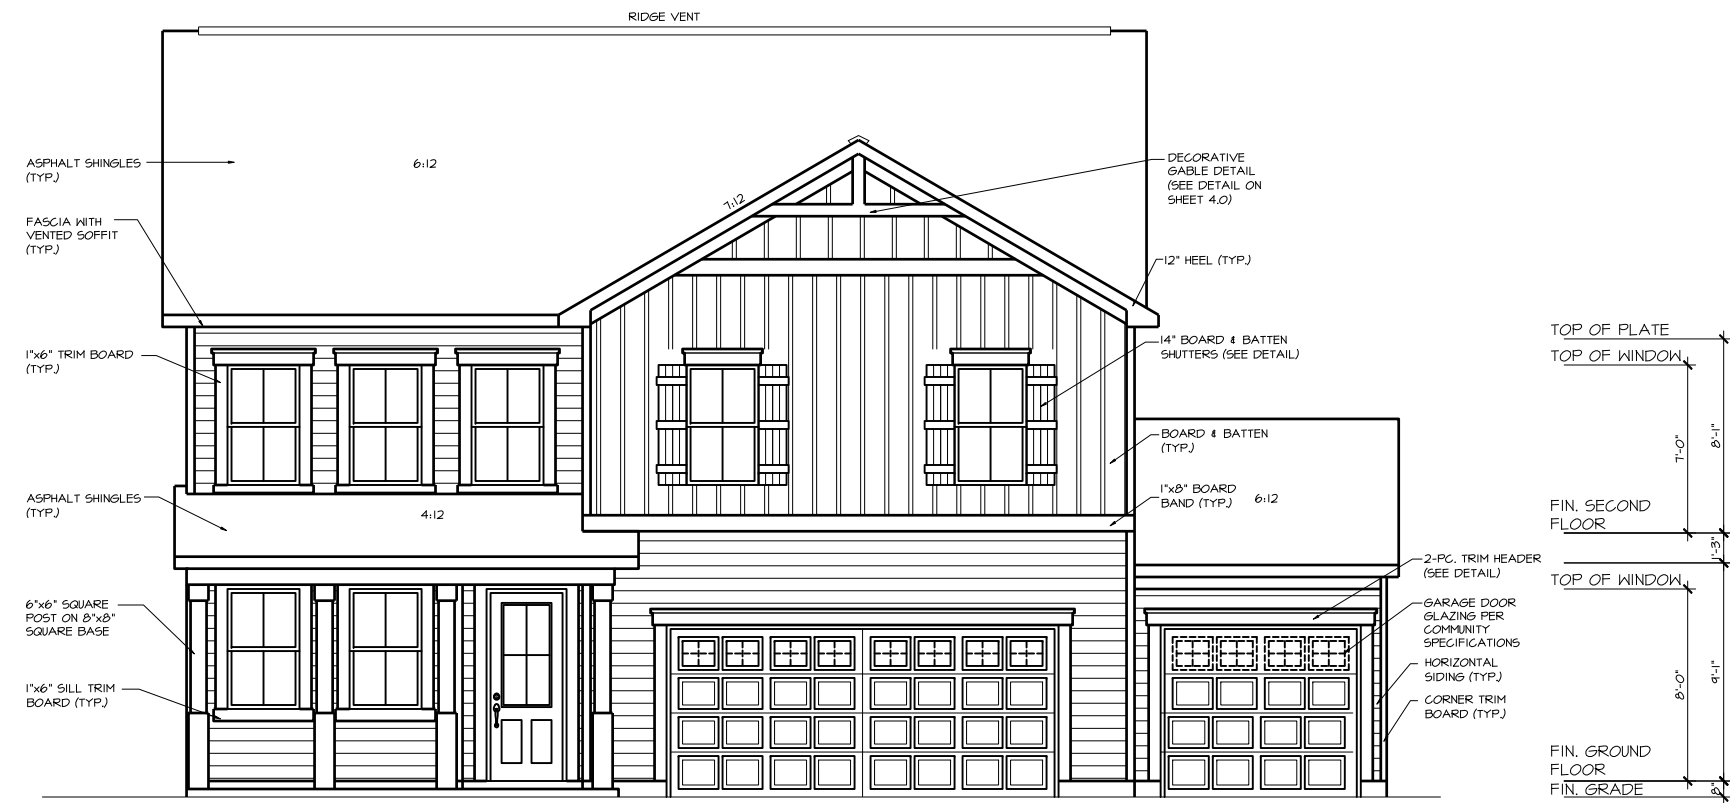 RIDGE VENT
ASPHALT SHINGLES
(TYP.)
6:12
FASCIA WITH
VENTED SOFFIT
(TYP.)
7:12
DECORATIVE
GABLE DETAIL
(SEE DETAIL ON
SHEET 4.0)
12" HEEL (TYP.)
1"x6" TRIM BOARD
(TYP.)
14" BOARD & BATTEN
SHUTTERS (SEE DETAIL)
BOARD & BATTEN
(TYP.)
1"x8" BOARD
BAND (TYP.)
6:12
ASPHALT SHINGLES
(TYP.)
4:12
6"x6" SQUARE
POST ON 8"x8"
SQUARE BASE
1"x6" SILL TRIM
BOARD (TYP.)
2-PC. TRIM HEADER
(SEE DETAIL)
GARAGE DOOR
GLAZING PER
COMMUNITY
SPECIFICATIONS
HORIZONTAL
SIDING (TYP.)
CORNER TRIM
BOARD (TYP.)
TOP OF PLATE
TOP OF WINDOW
7'-0"
8'-1"
FIN. SECOND
FLOOR
1'-3"
TOP OF WINDOW
8'-0"
9'-1"
FIN. GROUND
FLOOR
FIN. GRADE
8"